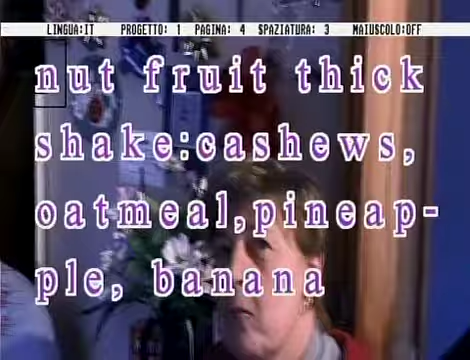 LINGUA:IT PROGETTO: 1 PAGINA: 4 SPAZIATURA: 3 MAIUSCOLO:OFF
nut fruit thick
shake:cashews,
oatmeal,pineap-
ple, banana